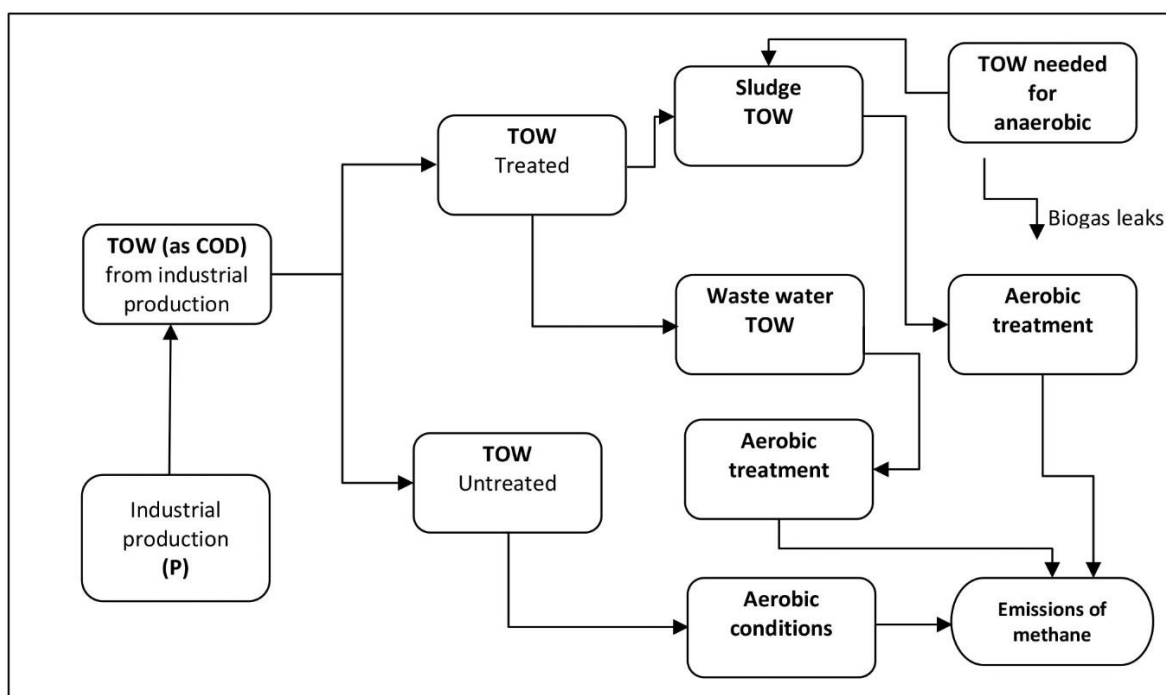 TOW (as COD)
from industrial
production
Industrial
production
(P)
TOW
Treated
TOW
Untreated
Sludge
TOW
Waste water
TOW
Aerobic
treatment
Aerobic
conditions
TOW needed
for
anaerobic
Biogas leaks
Aerobic
treatment
Emissions of
methane